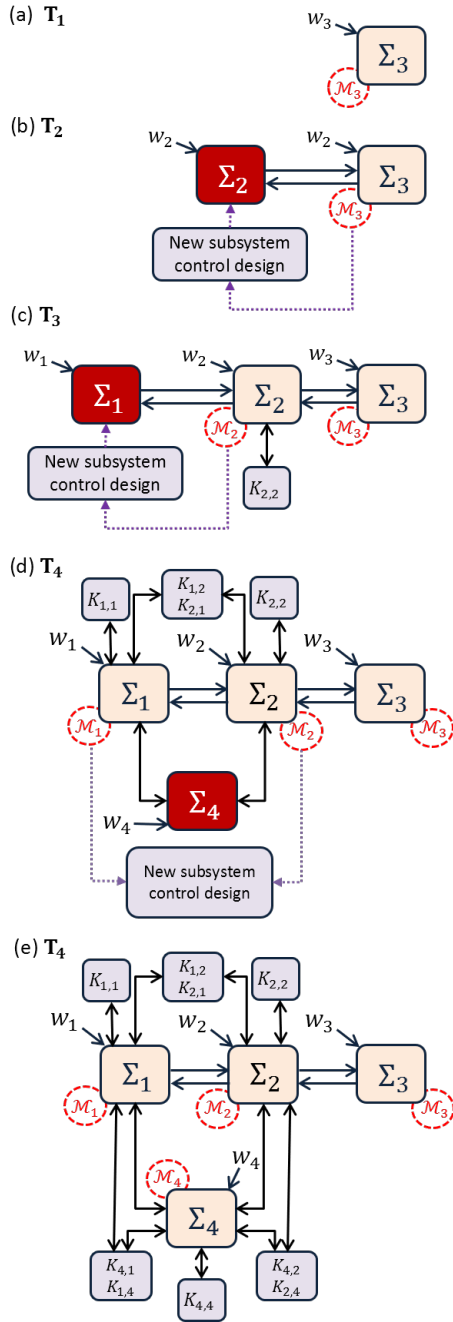 (a) T₁
w₃
Σ₃
ℳ₃
(b) T₂
w₂
w₂
Σ₂
Σ₃
ℳ₃
New subsystem
control design
(c) T₃
w₁
w₂
w₃
Σ₁
Σ₂
Σ₃
ℳ₂
ℳ₃
New subsystem
control design
K₂,₂
(d) T₄
K₁,₁
K₁,₂
K₂,₁
K₂,₂
w₁
w₂
w₃
Σ₁
Σ₂
Σ₃
ℳ₁
ℳ₂
ℳ₃
Σ₄
w₄
New subsystem
control design
(e) T₄
K₁,₁
K₁,₂
K₂,₁
K₂,₂
w₁
w₂
w₃
Σ₁
Σ₂
Σ₃
ℳ₁
ℳ₂
ℳ₃
ℳ₄
w₄
Σ₄
K₄,₁
K₁,₄
K₄,₄
K₄,₂
K₂,₄